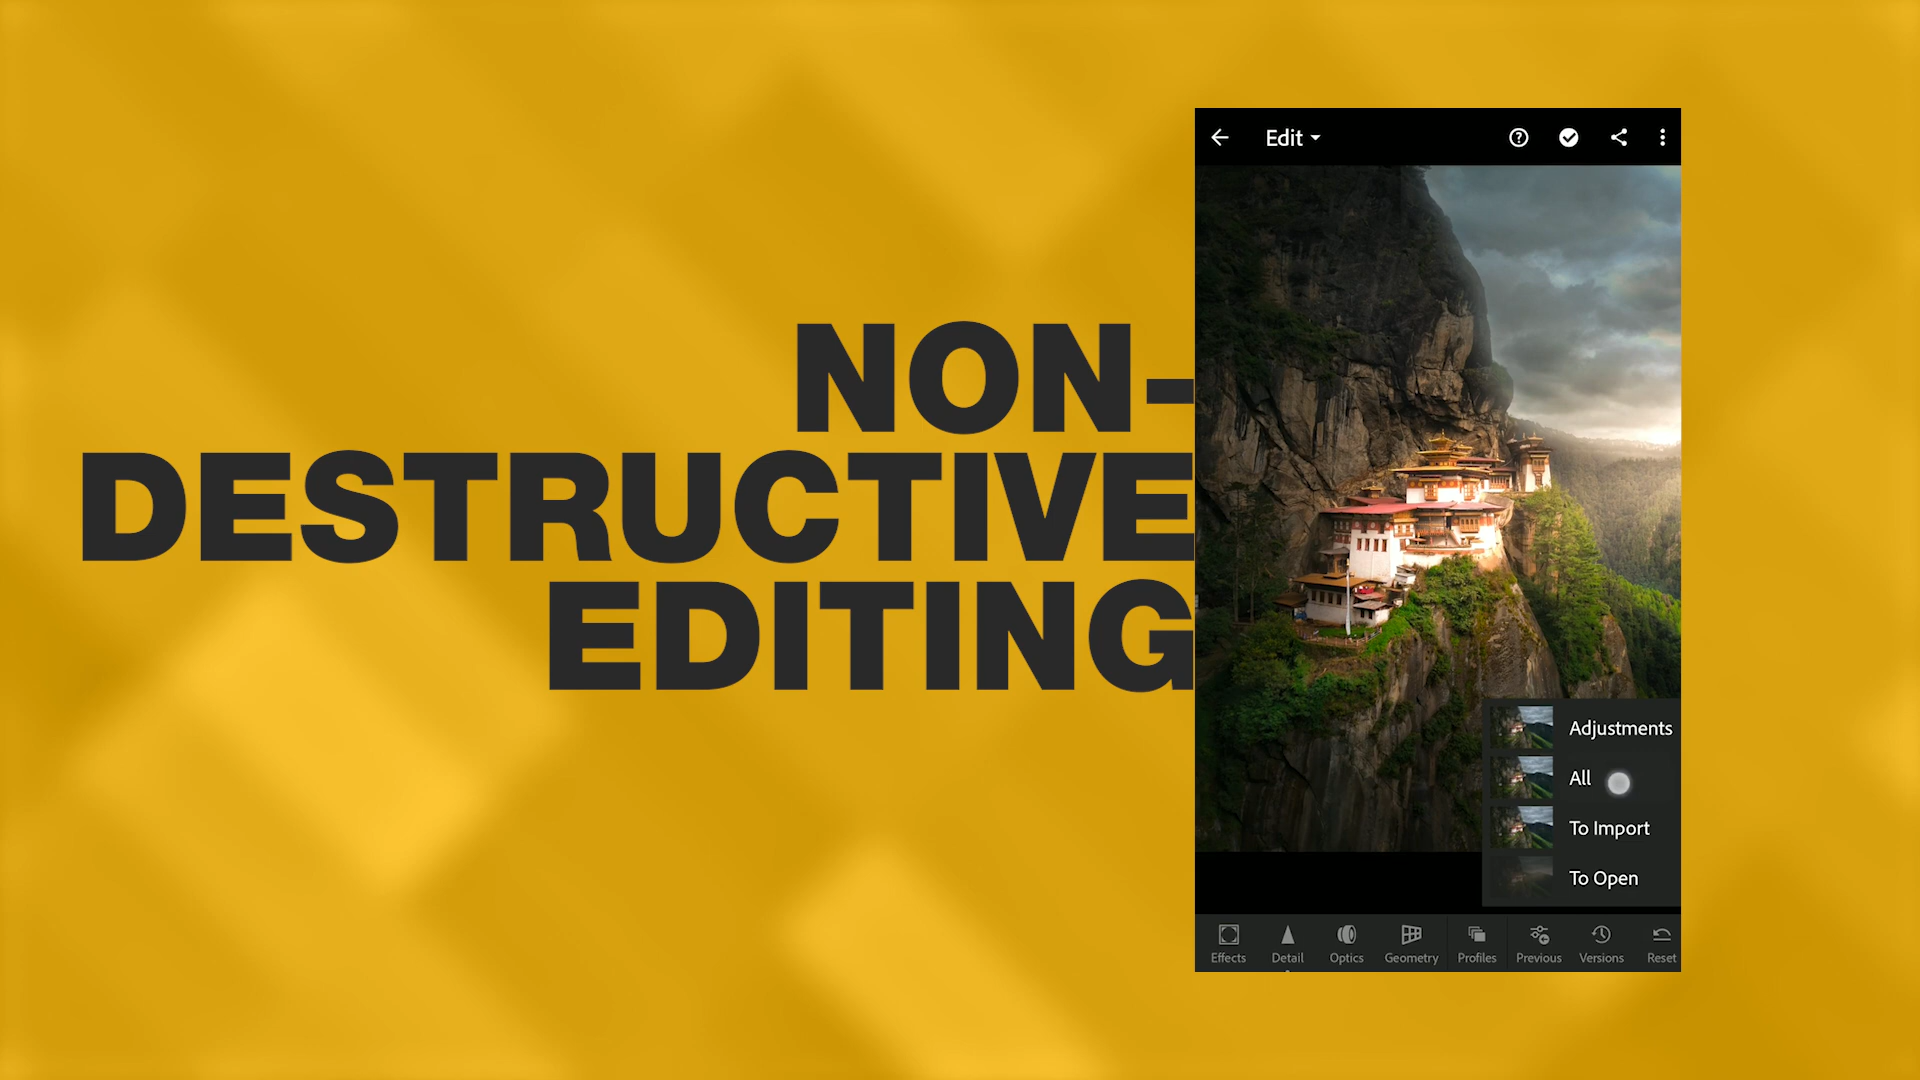 NON-
DESTRUCTIVE
EDITING
Edit
Adjustments
All
To Import
To Open
Effects
Detail
Optics
Geometry
Profiles
Previous
Versions
Reset